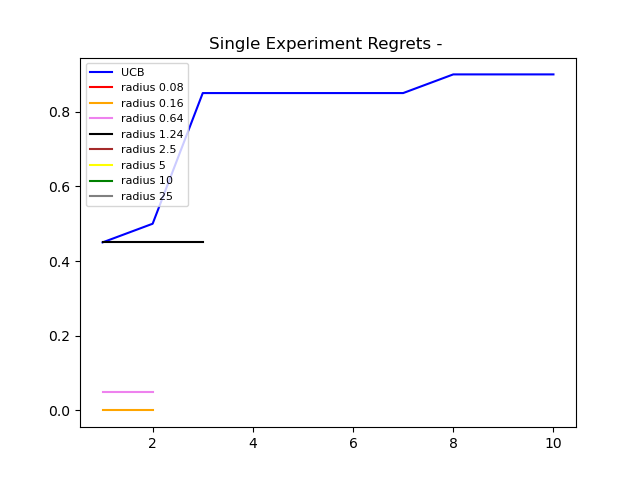 Single Experiment Regrets -
UCB
radius 0.08
radius 0.16
radius 0.64
radius 1.24
radius 2.5
radius 5
radius 10
radius 25
0.8
0.6
0.4
0.2
0.0
2 4 6 8 10